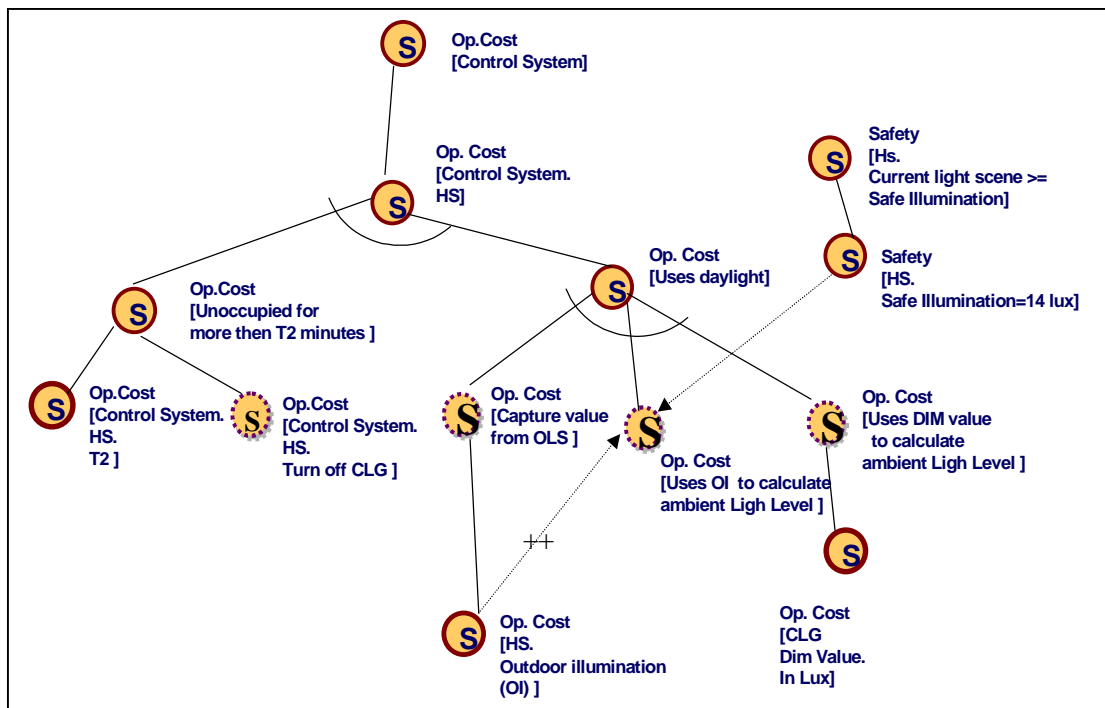 S
Op.Cost
[Control System]
S
Op. Cost
[Control System.
HS]
S
Safety
[Hs.
Current light scene >=
Safe Illumination]
S
Safety
[HS.
Safe Illumination=14 lux]
S
Op. Cost
[Uses daylight]
S
Op.Cost
[Unoccupied for
more then T2 minutes ]
S
Op.Cost
[Control System.
HS.
T2 ]
S
Op.Cost
[Control System.
HS.
Turn off CLG ]
S
Op. Cost
[Capture value
from OLS ]
S
Op. Cost
[Uses OI to calculate
ambient Ligh Level ]
S
Op. Cost
[Uses DIM value
to calculate
ambient Ligh Level ]
++
S
Op. Cost
[HS.
Outdoor illumination
(OI) ]
S
Op. Cost
[CLG
Dim Value.
In Lux]